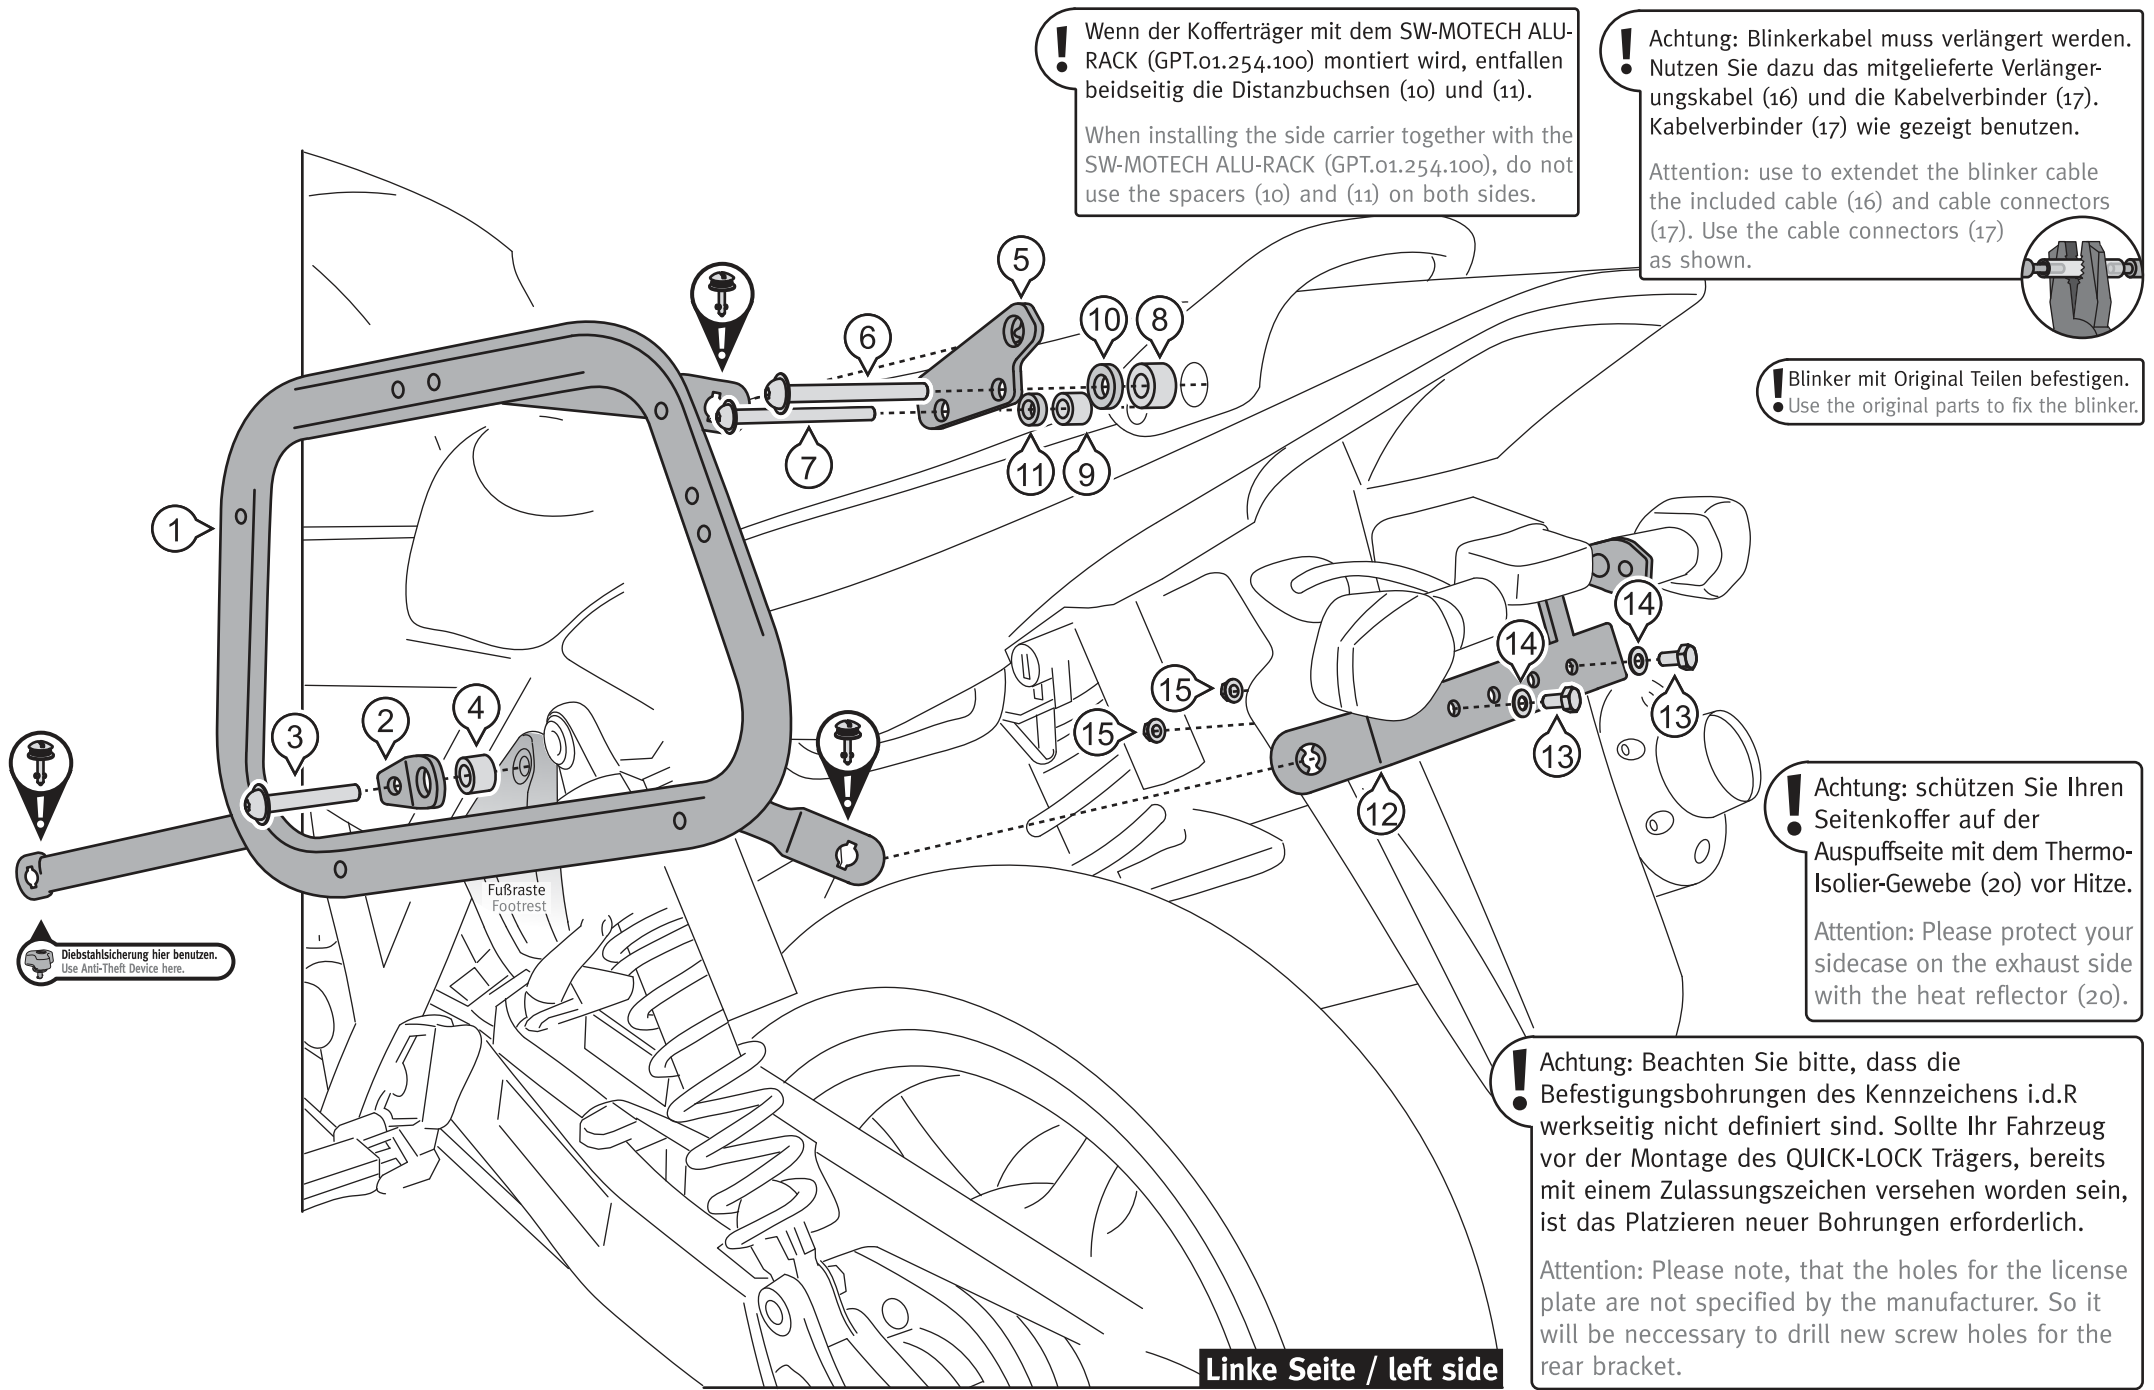 Wenn der Kofferträger mit dem SW-MOTECH ALU-
RACK (GPT.01.254.100) montiert wird, entfallen
beidseitig die Distanzbuchsen (10) und (11).
When installing the side carrier together with the
SW-MOTECH ALU-RACK (GPT.01.254.100), do not
use the spacers (10) and (11) on both sides.
Achtung: Blinkerkabel muss verlängert werden.
Nutzen Sie dazu das mitgelieferte Verlänger-
ungskabel (16) und die Kabelverbinder (17).
Kabelverbinder (17) wie gezeigt benutzen.
Attention: use to extendet the blinker cable
the included cable (16) and cable connectors
(17). Use the cable connectors (17)
as shown.
Blinker mit Original Teilen befestigen.
Use the original parts to fix the blinker.
5
10
8
6
7
11
9
1
14
14
15
15
13
13
12
2
4
3
Fußraste
Footrest
Diebstahlsicherung hier benutzen.
Use Anti-Theft Device here.
Achtung: schützen Sie Ihren
Seitenkoffer auf der
Auspuffseite mit dem Thermo-
Isolier-Gewebe (20) vor Hitze.
Attention: Please protect your
sidecase on the exhaust side
with the heat reflector (20).
Achtung: Beachten Sie bitte, dass die
Befestigungsbohrungen des Kennzeichens i.d.R
werkseitig nicht definiert sind. Sollte Ihr Fahrzeug
vor der Montage des QUICK-LOCK Trägers, bereits
mit einem Zulassungszeichen versehen worden sein,
ist das Platzieren neuer Bohrungen erforderlich.
Attention: Please note, that the holes for the license
plate are not specified by the manufacturer. So it
will be neccessary to drill new screw holes for the
rear bracket.
Linke Seite / left side